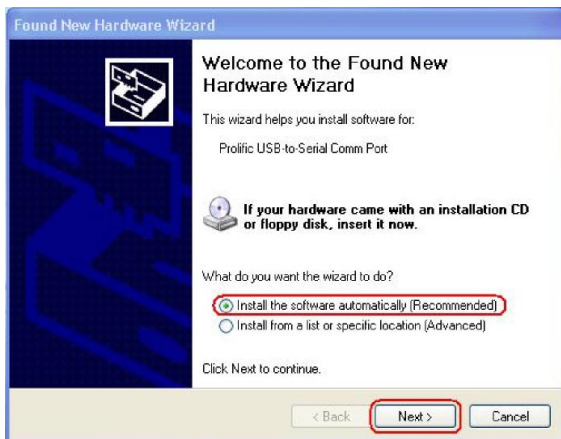 Found New Hardware Wizard
Welcome to the Found New
Hardware Wizard
This wizard helps you install software for:
Prolific USB-to-Serial Comm Port
If your hardware came with an installation CD
or floppy disk, insert it now.
What do you want the wizard to do?
Install the software automatically (Recommended)
Install from a list or specific location (Advanced)
Click Next to continue.
< Back Next > Cancel